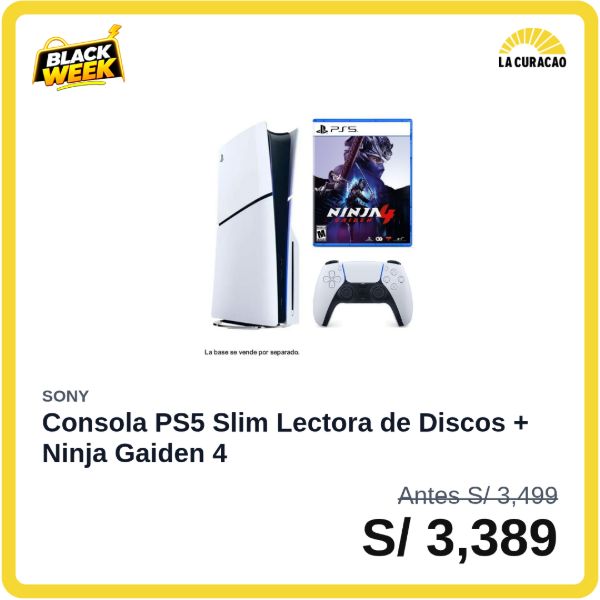 BLACK
WEEK
LA CURACAO
PS5
NINJA
GAIDEN 4
M
La base se vende por separado.
SONY
Consola PS5 Slim Lectora de Discos +
Ninja Gaiden 4
Antes S/ 3,499
S/ 3,389